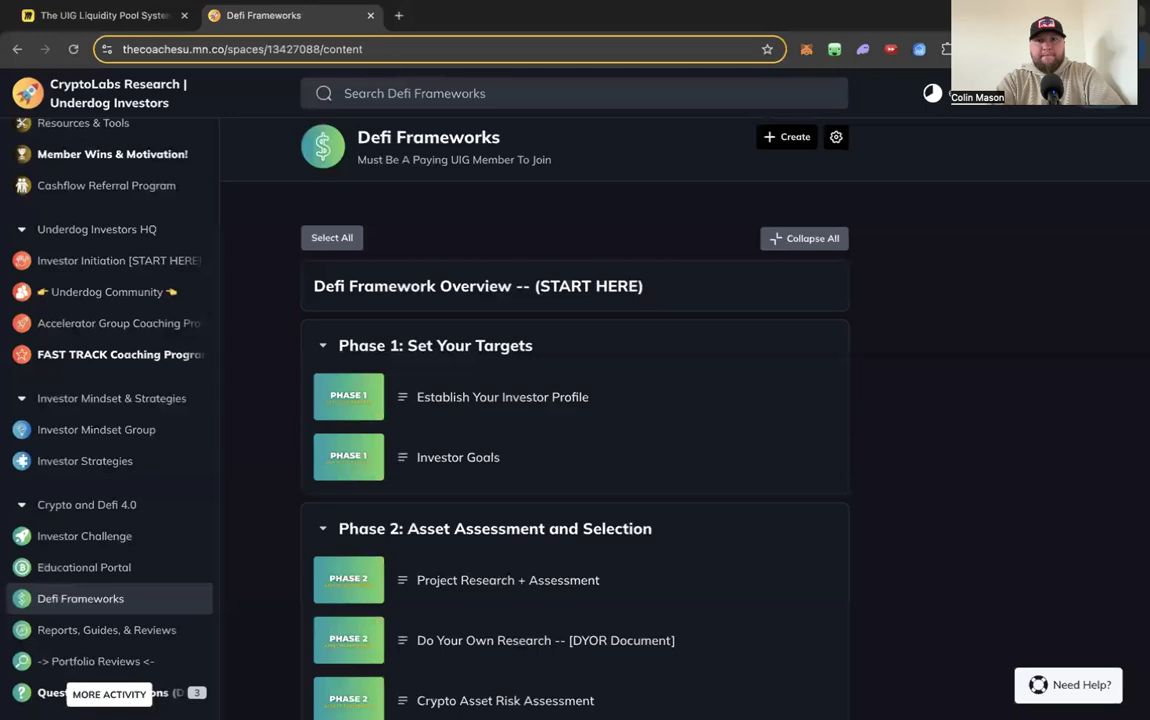 The UIG Liquidity Pool System
Defi Frameworks
thecoachesu.mn.co/spaces/13427088/content
Colin Mason
CryptoLabs Research |
Underdog Investors
Search Defi Frameworks
Resources & Tools
Member Wins & Motivation!
Cashflow Referral Program
Underdog Investors HQ
Investor Initiation [START HERE]
👉 Underdog Community 👈
Accelerator Group Coaching Pro
FAST TRACK Coaching Program
Investor Mindset & Strategies
Investor Mindset Group
Investor Strategies
Crypto and Defi 4.0
Investor Challenge
Educational Portal
Defi Frameworks
Reports, Guides, & Reviews
-> Portfolio Reviews <-
MORE ACTIVITY
3
Defi Frameworks
Must Be A Paying UIG Member To Join
Create
Select All
Collapse All
Defi Framework Overview -- (START HERE)
Phase 1: Set Your Targets
PHASE 1
Establish Your Investor Profile
PHASE 1
Investor Goals
Phase 2: Asset Assessment and Selection
PHASE 2
Project Research + Assessment
PHASE 2
Do Your Own Research -- [DYOR Document]
PHASE 2
Crypto Asset Risk Assessment
Need Help?